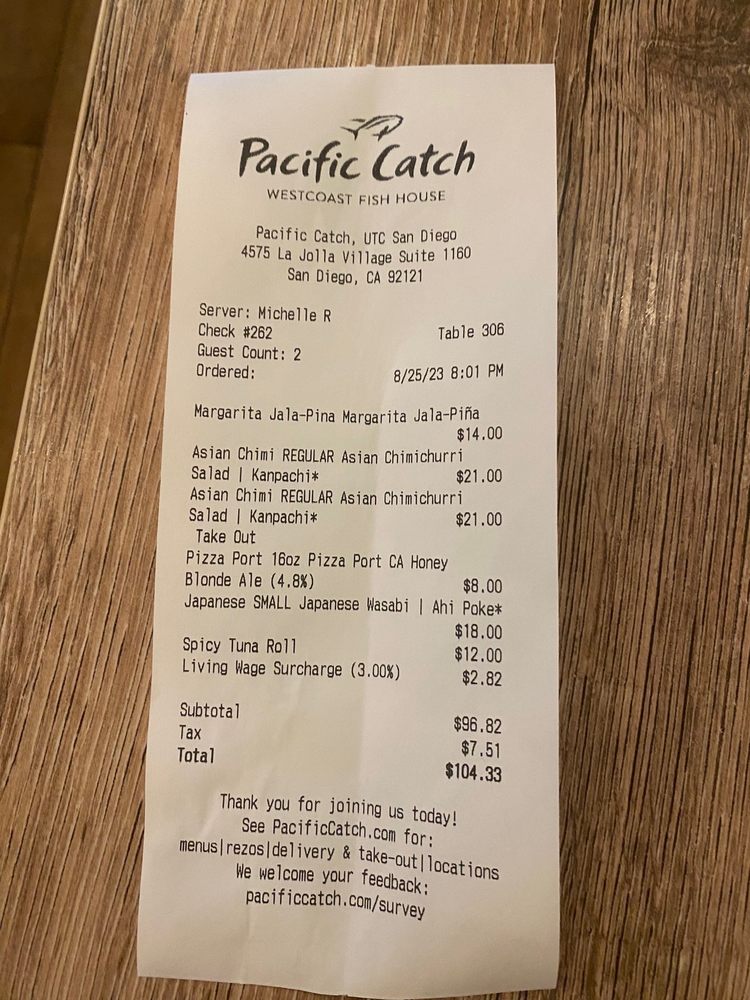 Pacific Catch
WESTCOAST FISH HOUSE
Pacific Catch, UTC San Diego
4575 La Jolla Village Suite 1160
San Diego, CA 92121
Server: Michelle R
Check #262 Table 306
Guest Count: 2
Ordered: 8/25/23 8:01 PM
Margarita Jala-Pina Margarita Jala-Piña
$14.00
Asian Chimi REGULAR Asian Chimichurri
Salad | Kanpachi* $21.00
Asian Chimi REGULAR Asian Chimichurri
Salad | Kanpachi* $21.00
Take Out
Pizza Port 16oz Pizza Port CA Honey
Blonde Ale (4.8%) $8.00
Japanese SMALL Japanese Wasabi | Ahi Poke*
$18.00
Spicy Tuna Roll $12.00
Living Wage Surcharge (3.00%) $2.82
Subtotal $96.82
Tax $7.51
Total $104.33
Thank you for joining us today!
See PacificCatch.com for:
menus|rezos|delivery & take-out|locations
We welcome your feedback:
pacificcatch.com/survey